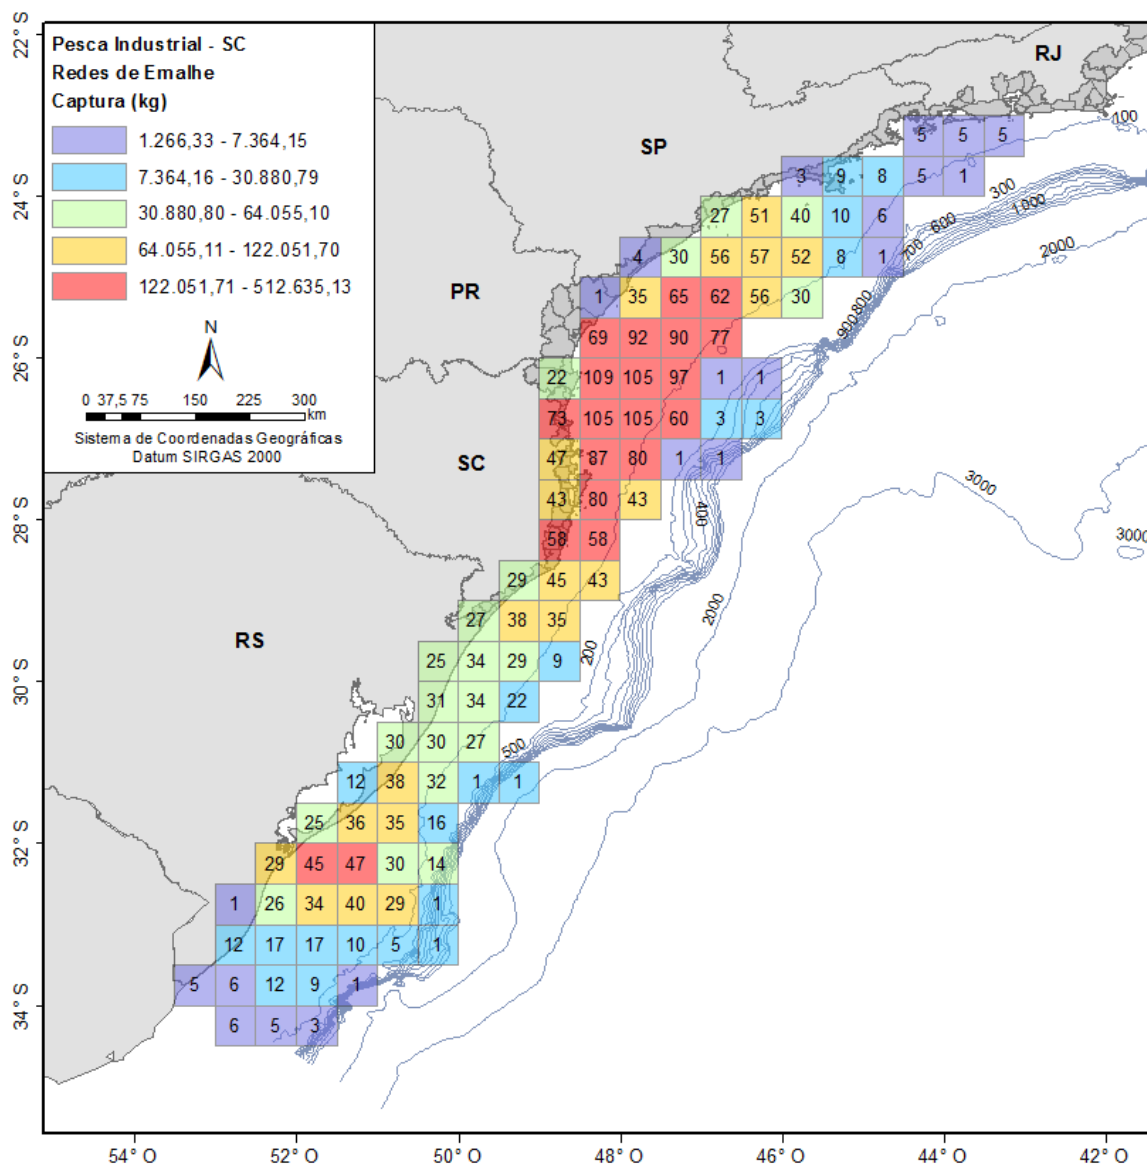 Pesca Industrial - SC
Redes de Emalhe
Captura (kg)
1.266,33 - 7.364,15
7.364,16 - 30.880,79
30.880,80 - 64.055,10
64.055,11 - 122.051,70
122.051,71 - 512.635,13
N
0 37,5 75 150 225 300
km
Sistema de Coordenadas Geográficas
Datum SIRGAS 2000
22° S
24° S
26° S
28° S
30° S
32° S
34° S
RJ
SP
PR
SC
RS
100
5 5 5
3 9 8 5 1
300
1000
27 51 40 10 6
600
2000
4 30 56 57 52 8 1
700
1 35 65 62 56 30
800
900
69 92 90 77
22 109 105 97 1 1
73 105 105 60 3 3
47 87 80 1 1
43 80 43
400
3000
58 58
3000
29 45 43
27 38 35
2000
25 34 29 9
200
31 34 22
30 30 27
500
12 38 32 1 1
25 36 35 16
29 45 47 30 14
1 26 34 40 29 1
12 17 17 10 5 1
5 6 12 9 1
6 5 3
54° O 52° O 50° O 48° O 46° O 44° O 42° O